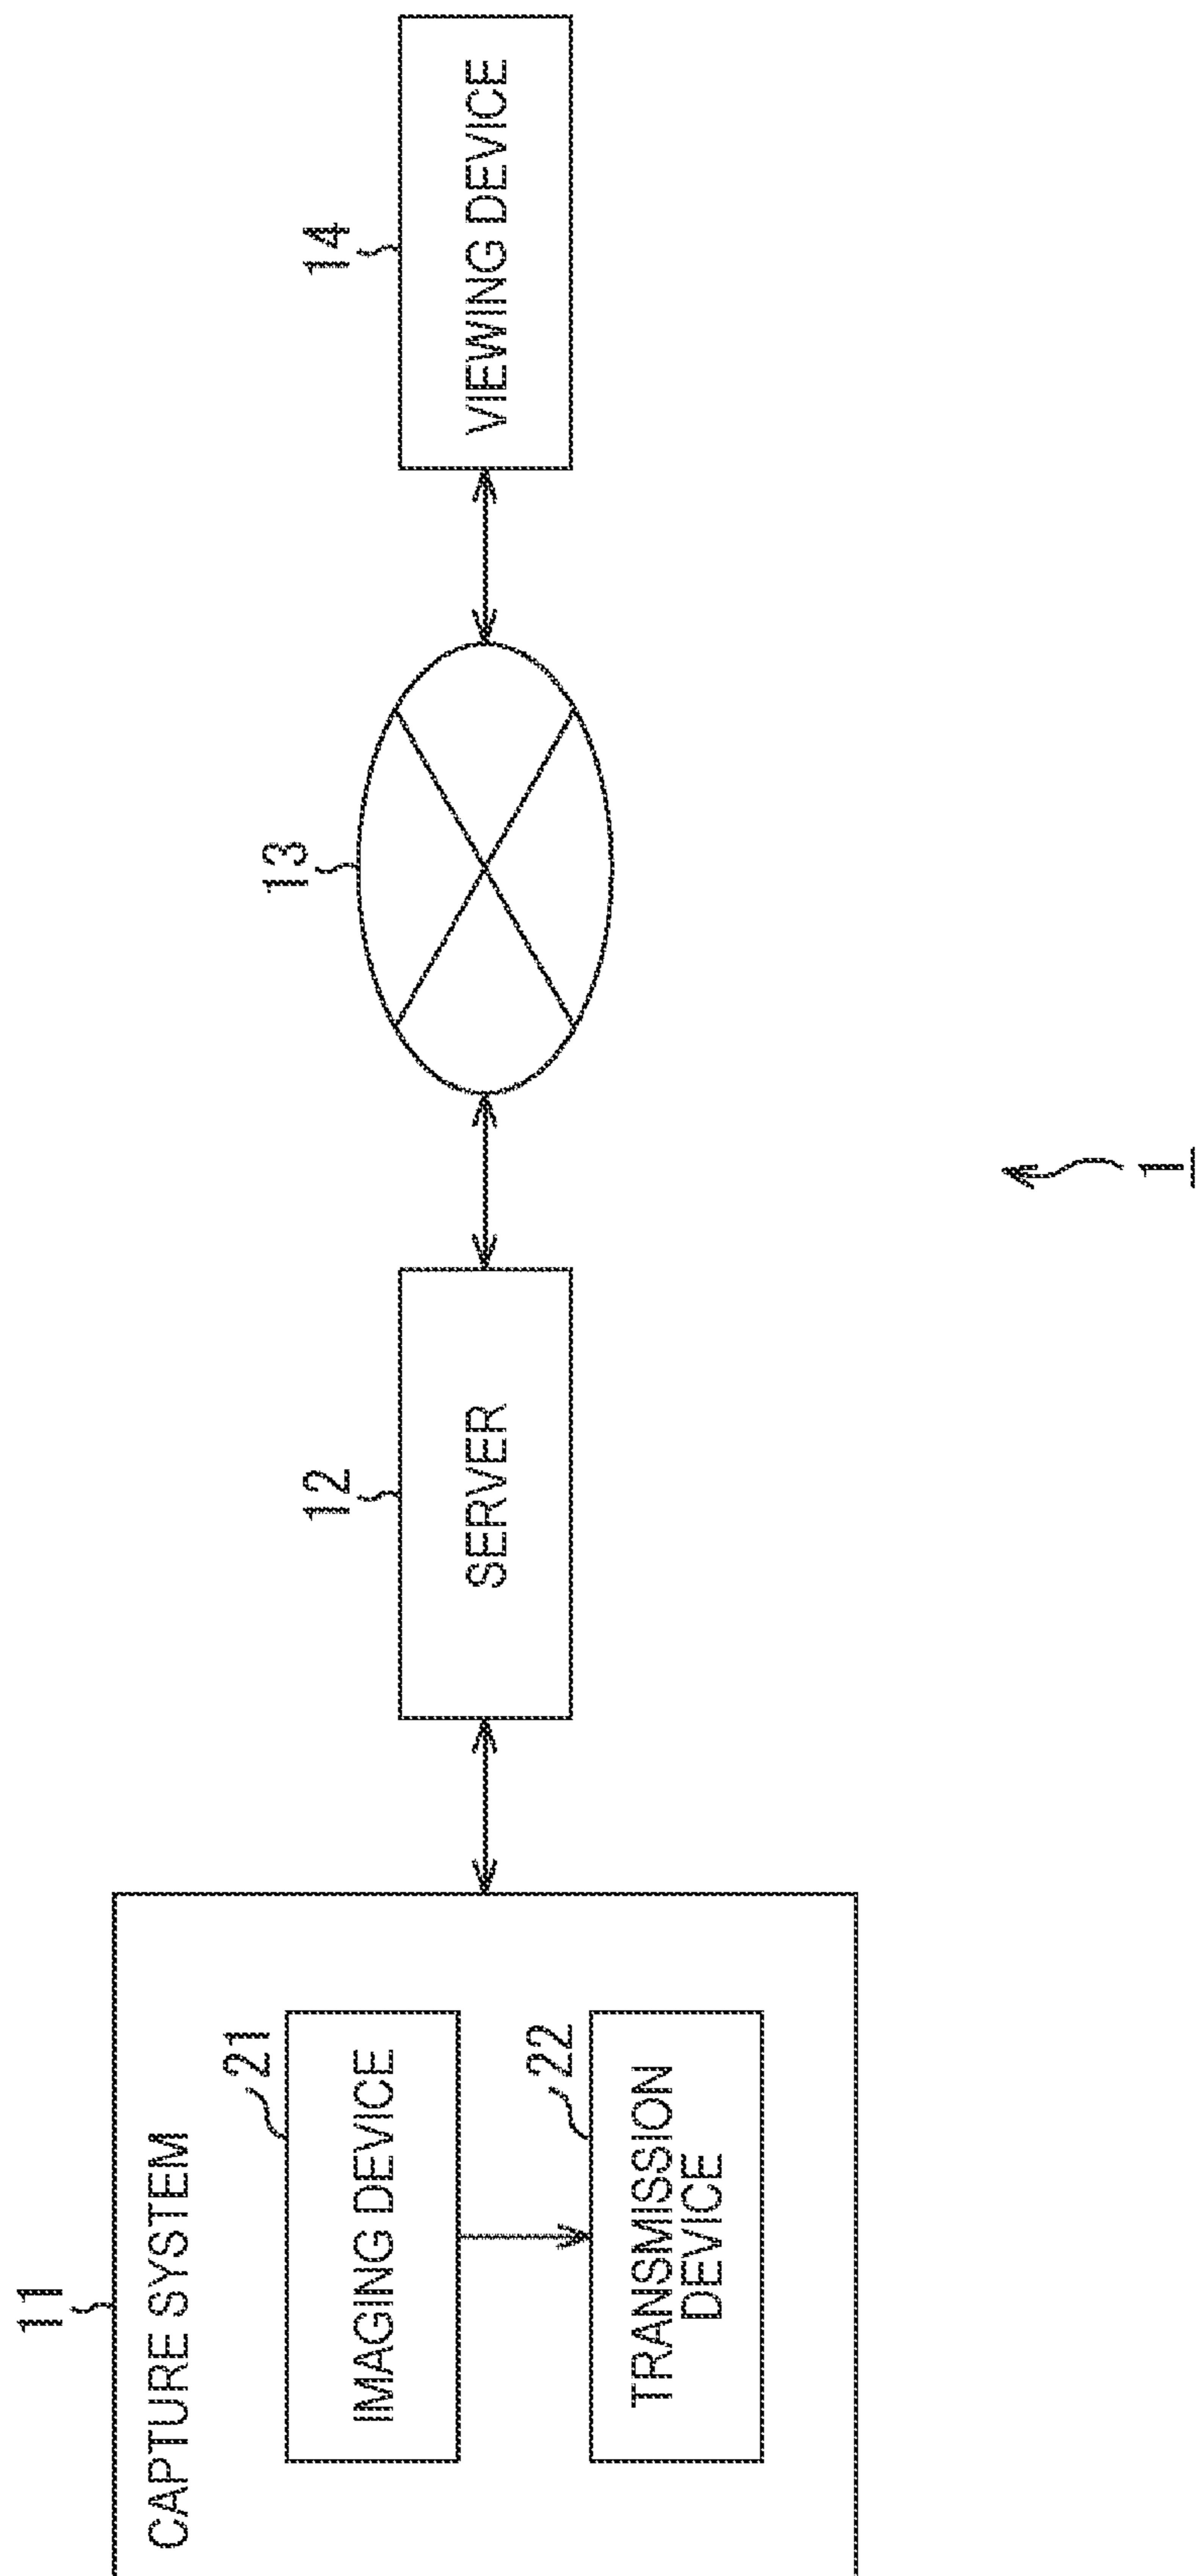 11
CAPTURE SYSTEM
21
IMAGING DEVICE
22
TRANSMISSION
DEVICE
12
SERVER
13
14
VIEWING DEVICE
1